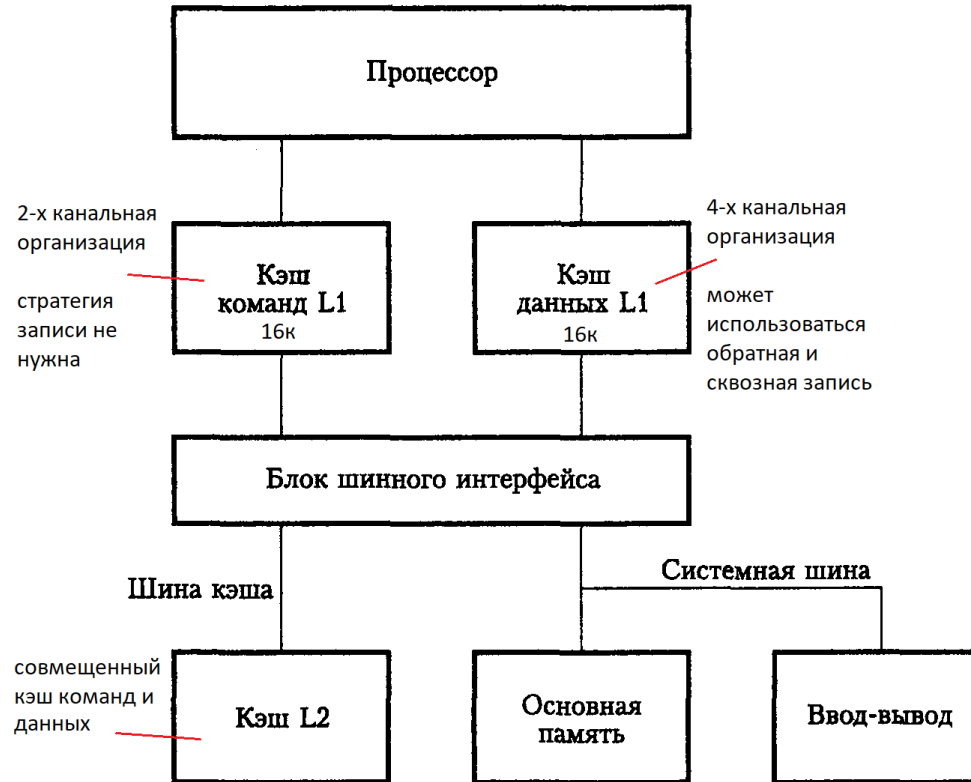 Процессор
2-х канальная
организация
стратегия
записи не
нужна
Кэш
команд L1
16к
Кэш
данных L1
16к
4-х канальная
организация
может
использоваться
обратная и
сквозная запись
Блок шинного интерфейса
Шина кэша
Системная шина
совмещенный
кэш команд и
данных
Кэш L2
Основная
память
Ввод-вывод